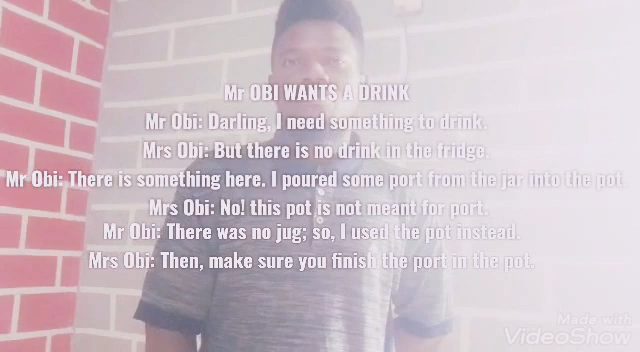 Mr OBI WANTS A DRINK
Mr Obi: Darling, I need something to drink.
Mrs Obi: But there is no drink in the fridge.
Mr Obi: There is something here. I poured some port from the jar into the pot.
Mrs Obi: No! this pot is not meant for port.
Mr Obi: There was no jug; so, I used the pot instead.
Mrs Obi: Then, make sure you finish the port in the pot.
Made with
VideoShow